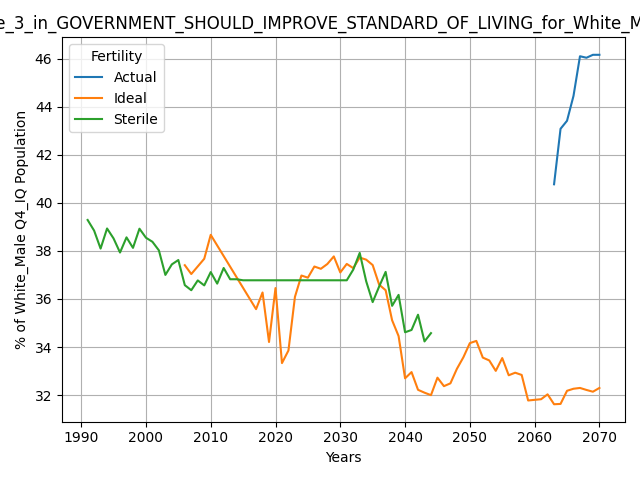 e_3_in_GOVERNMENT_SHOULD_IMPROVE_STANDARD_OF_LIVING_for_White_M
Fertility
Actual
Ideal
Sterile
% of White_Male Q4_IQ Population
46
44
42
40
38
36
34
32
1990 2000 2010 2020 2030 2040 2050 2060 2070
Years